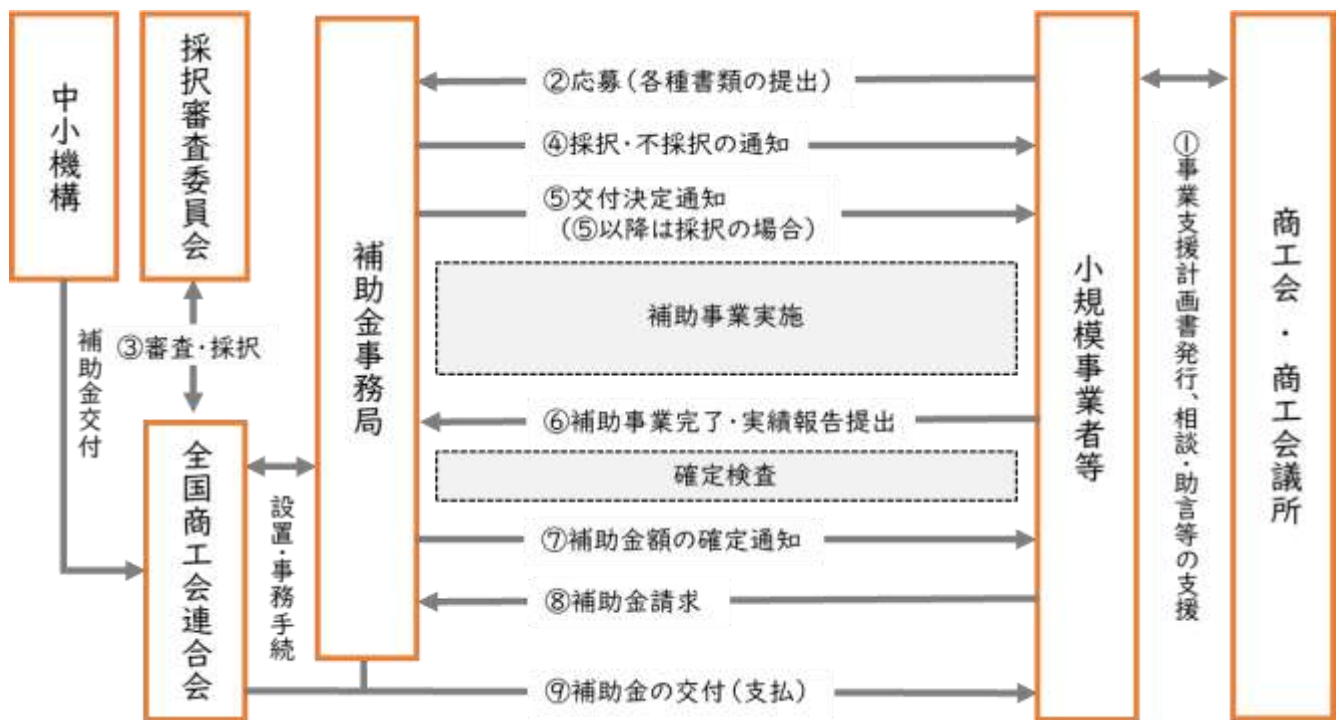 中小機構
採択審査委員会
補助金事務局
小規模事業者等
商工会・商工会議所
全国商工会連合会
①事業支援計画書発行、相談・助言等の支援
②応募(各種書類の提出)
③審査・採択
④採択・不採択の通知
⑤交付決定通知
(⑤以降は採択の場合)
補助事業実施
⑥補助事業完了・実績報告提出
確定検査
⑦補助金額の確定通知
⑧補助金請求
⑨補助金の交付(支払)
補助金交付
設置・事務手続